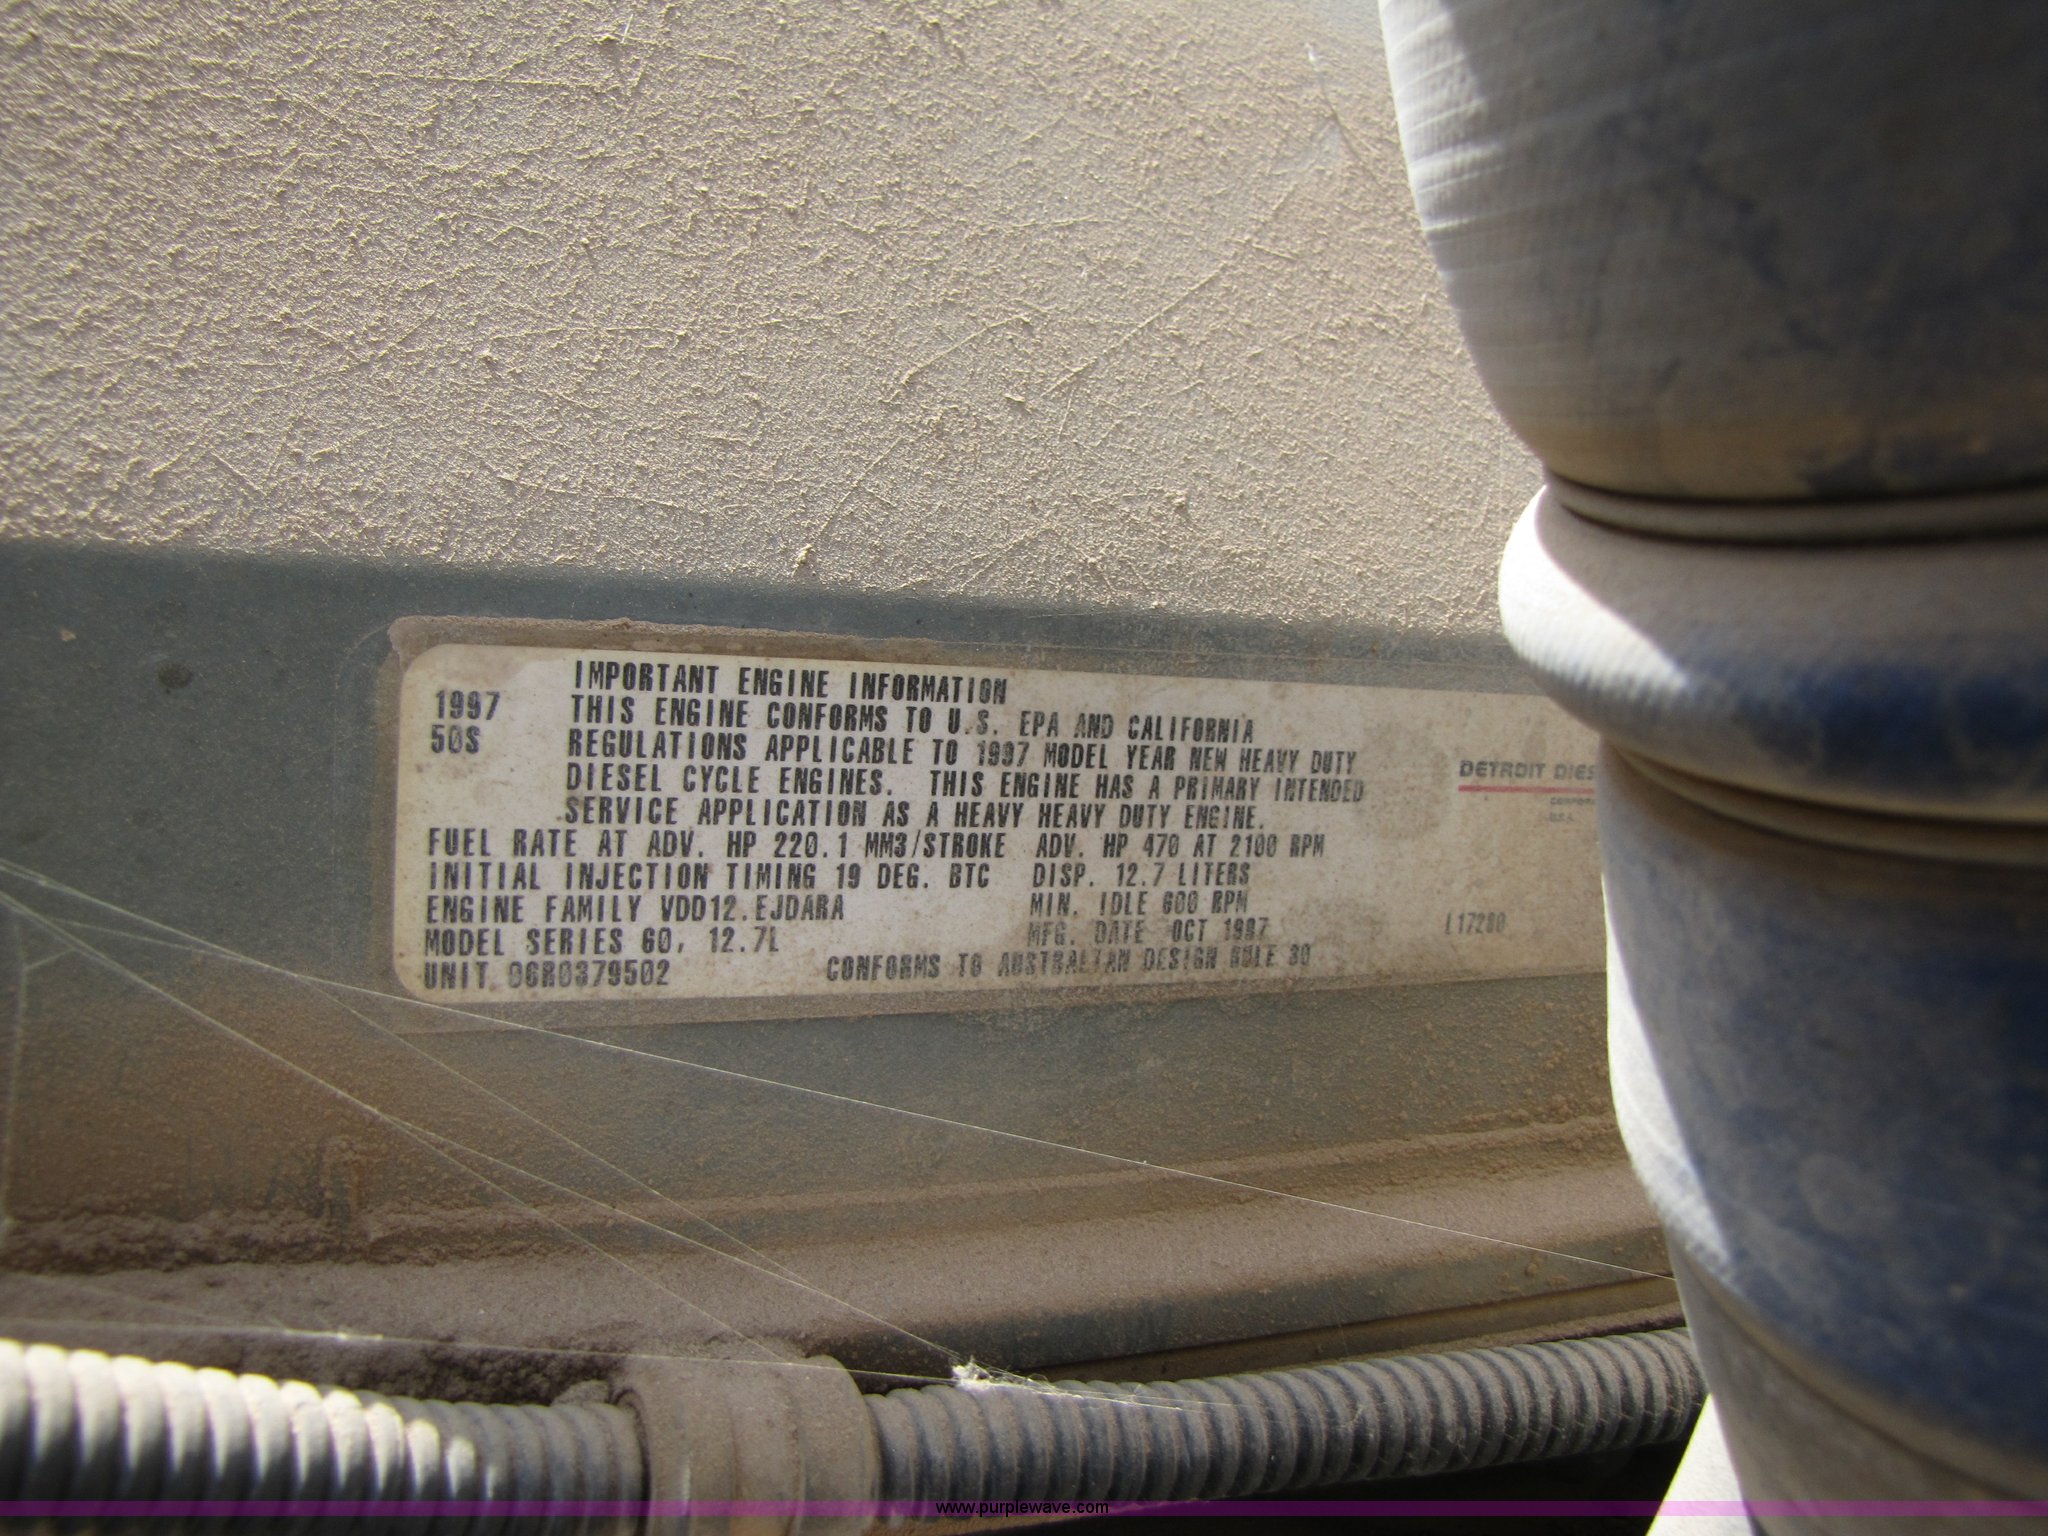 1997
50S
IMPORTANT ENGINE INFORMATION
THIS ENGINE CONFORMS TO U.S. EPA AND CALIFORNIA
REGULATIONS APPLICABLE TO 1997 MODEL YEAR NEW HEAVY DUTY
DIESEL CYCLE ENGINES. THIS ENGINE HAS A PRIMARY INTENDED
SERVICE APPLICATION AS A HEAVY HEAVY DUTY ENGINE.
FUEL RATE AT ADV. HP 220.1 MM3/STROKE ADV. HP 470 AT 2100 RPM
INITIAL INJECTION TIMING 19 DEG. BTC DISP. 12.7 LITERS
ENGINE FAMILY VDD12.EJDARA MIN. IDLE 600 RPM
MODEL SERIES 60, 12.7L MFG. DATE OCT 1997
UNIT 06R0379502 CONFORMS TO AUSTRALIAN DESIGN RULE 30
DETROIT DIES
CORPORA
U.S.A.
L17280
www.purplewave.com